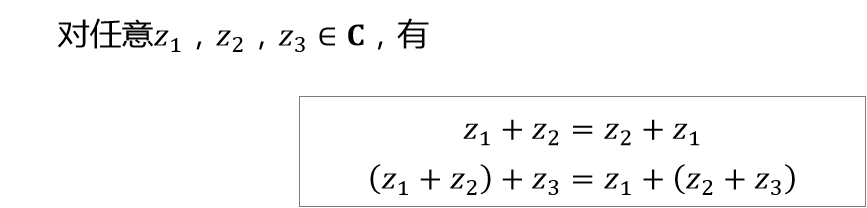 对任意z₁，z₂，z₃ ∈ C，有
z₁ + z₂ = z₂ + z₁
(z₁ + z₂) + z₃ = z₁ + (z₂ + z₃)